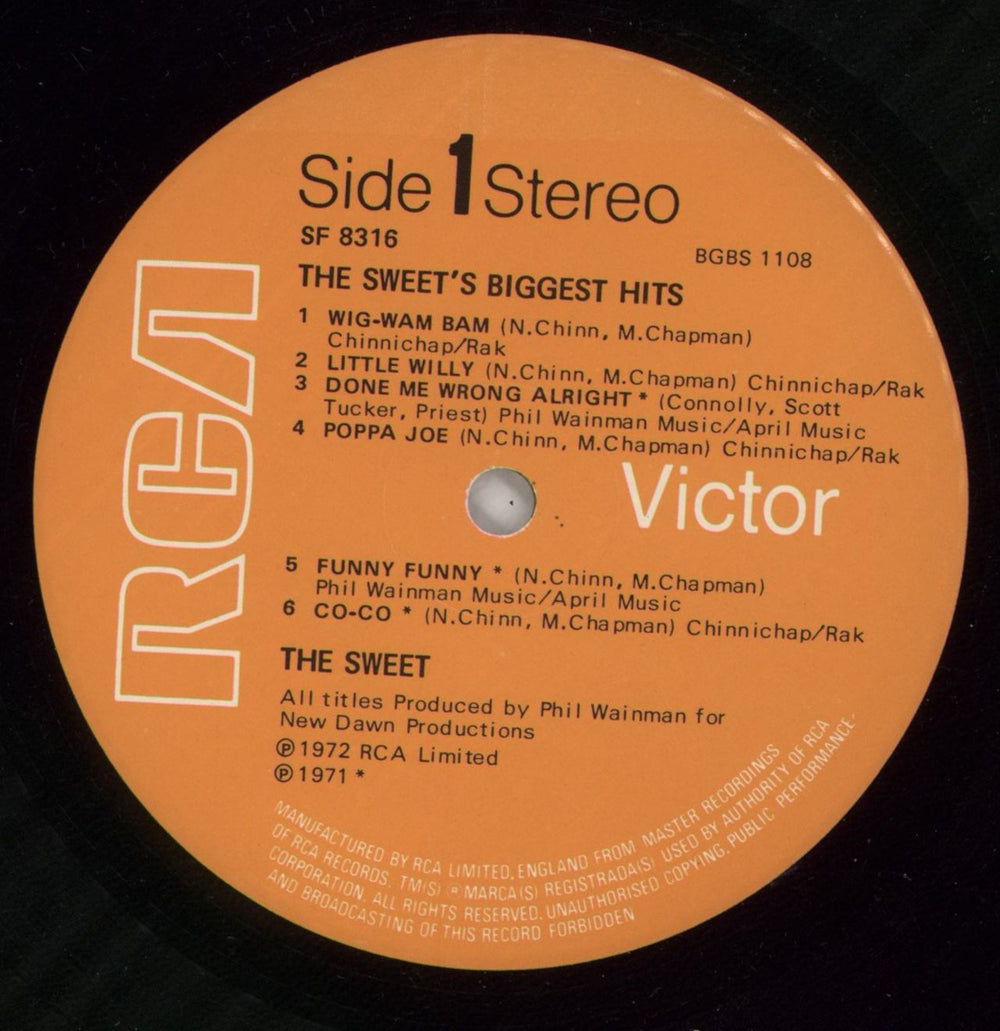 Side 1 Stereo
SF 8316
BGBS 1108
THE SWEET'S BIGGEST HITS
1 WIG-WAM BAM (N.Chinn, M.Chapman)
Chinnichap/Rak
2 LITTLE WILLY (N.Chinn, M.Chapman) Chinnichap/Rak
3 DONE ME WRONG ALRIGHT * (Connolly, Scott
Tucker, Priest) Phil Wainman Music/April Music
4 POPPA JOE (N.Chinn, M.Chapman) Chinnichap/Rak
RCA
Victor
5 FUNNY FUNNY * (N.Chinn, M.Chapman)
Phil Wainman Music/April Music
6 CO-CO * (N.Chinn, M.Chapman) Chinnichap/Rak
THE SWEET
All titles Produced by Phil Wainman for
New Dawn Productions
℗ 1972 RCA Limited
℗ 1971 *
MANUFACTURED BY RCA LIMITED, ENGLAND FROM MASTER RECORDINGS
OF RCA RECORDS. TM(S) ® MARCA(S) REGISTRADA(S) USED BY AUTHORITY OF RCA
CORPORATION. ALL RIGHTS RESERVED. UNAUTHORISED COPYING, PUBLIC PERFORMANCE.
AND BROADCASTING OF THIS RECORD FORBIDDEN